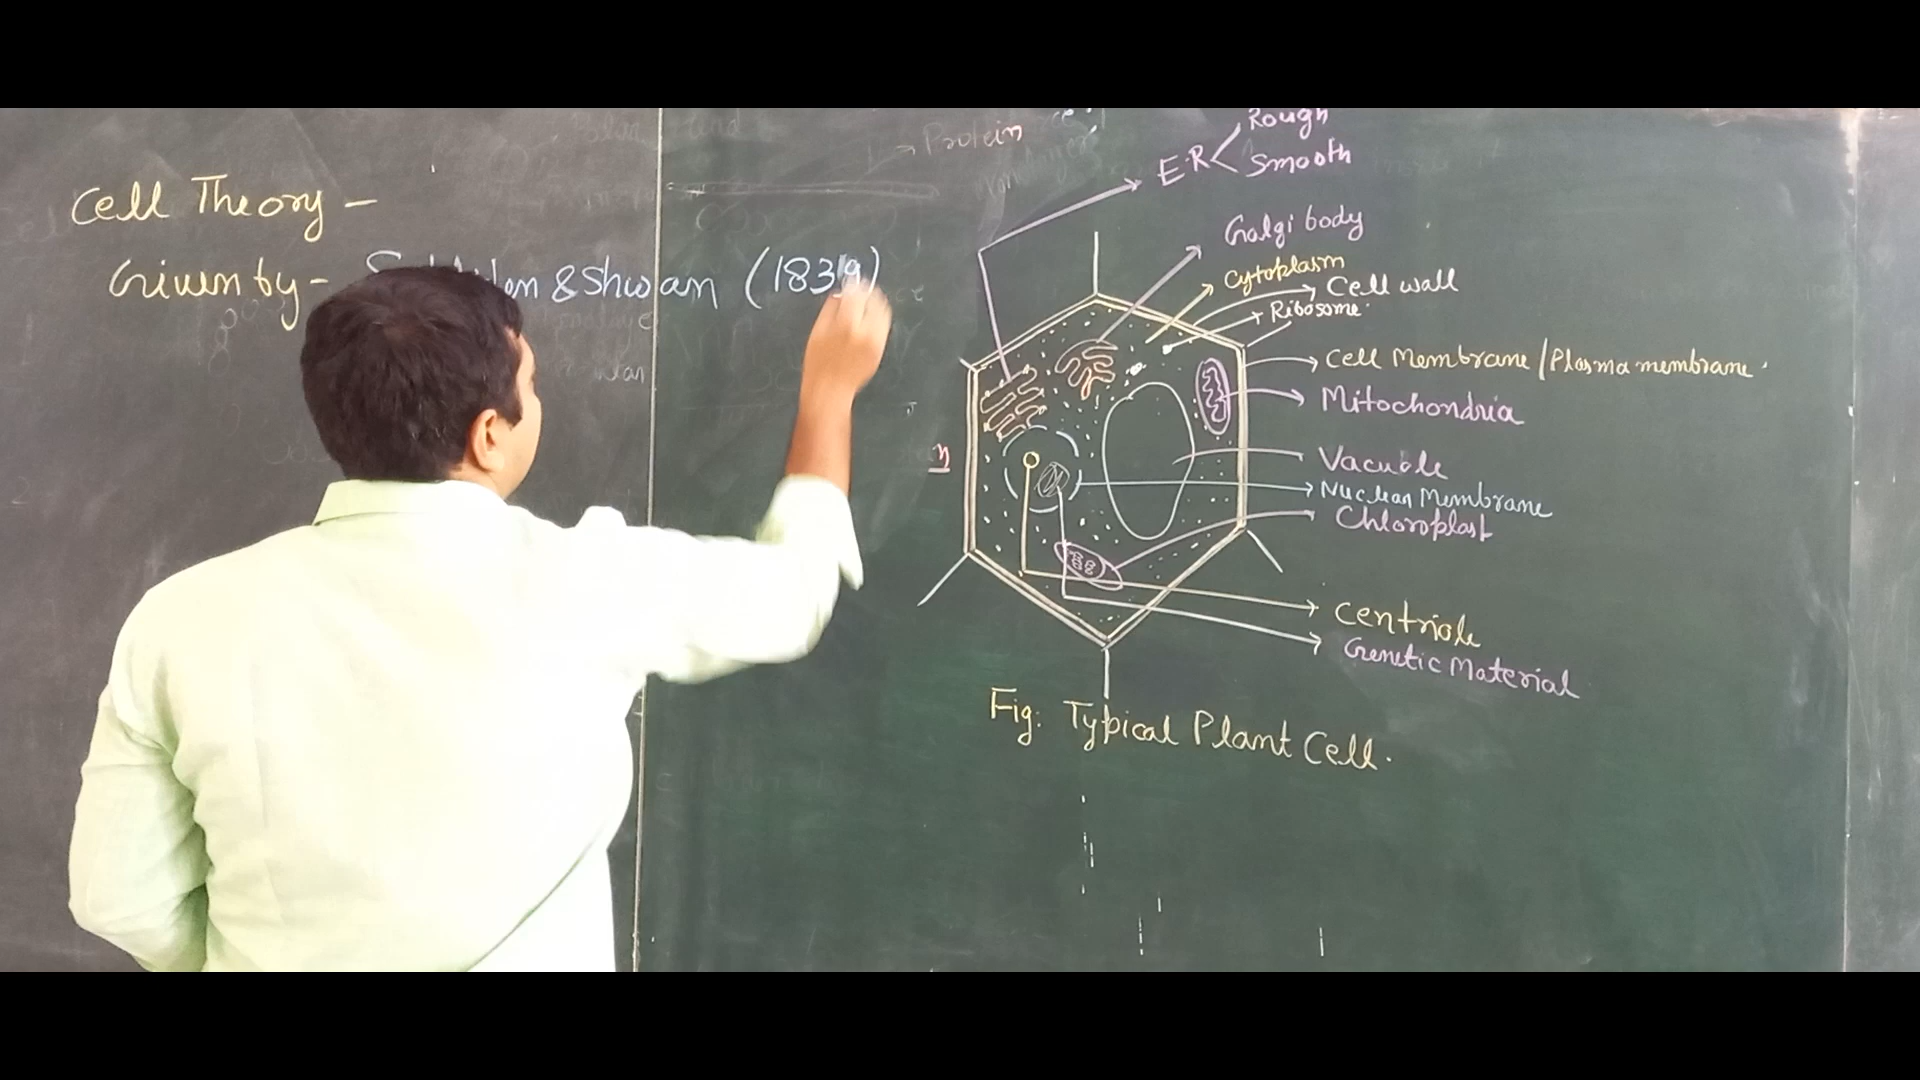 Cell Theory -
Given by -
& Shwan (1839)
Protein
E.R
Rough
Smooth
Golgi body
Cytoplasm
Cell wall
Ribosome
Cell Membrane / Plasma membrane
Mitochondria
Vacuole
Nuclear Membrane
Chloroplast
Centriole
Genetic Material
Fig: Typical Plant Cell.